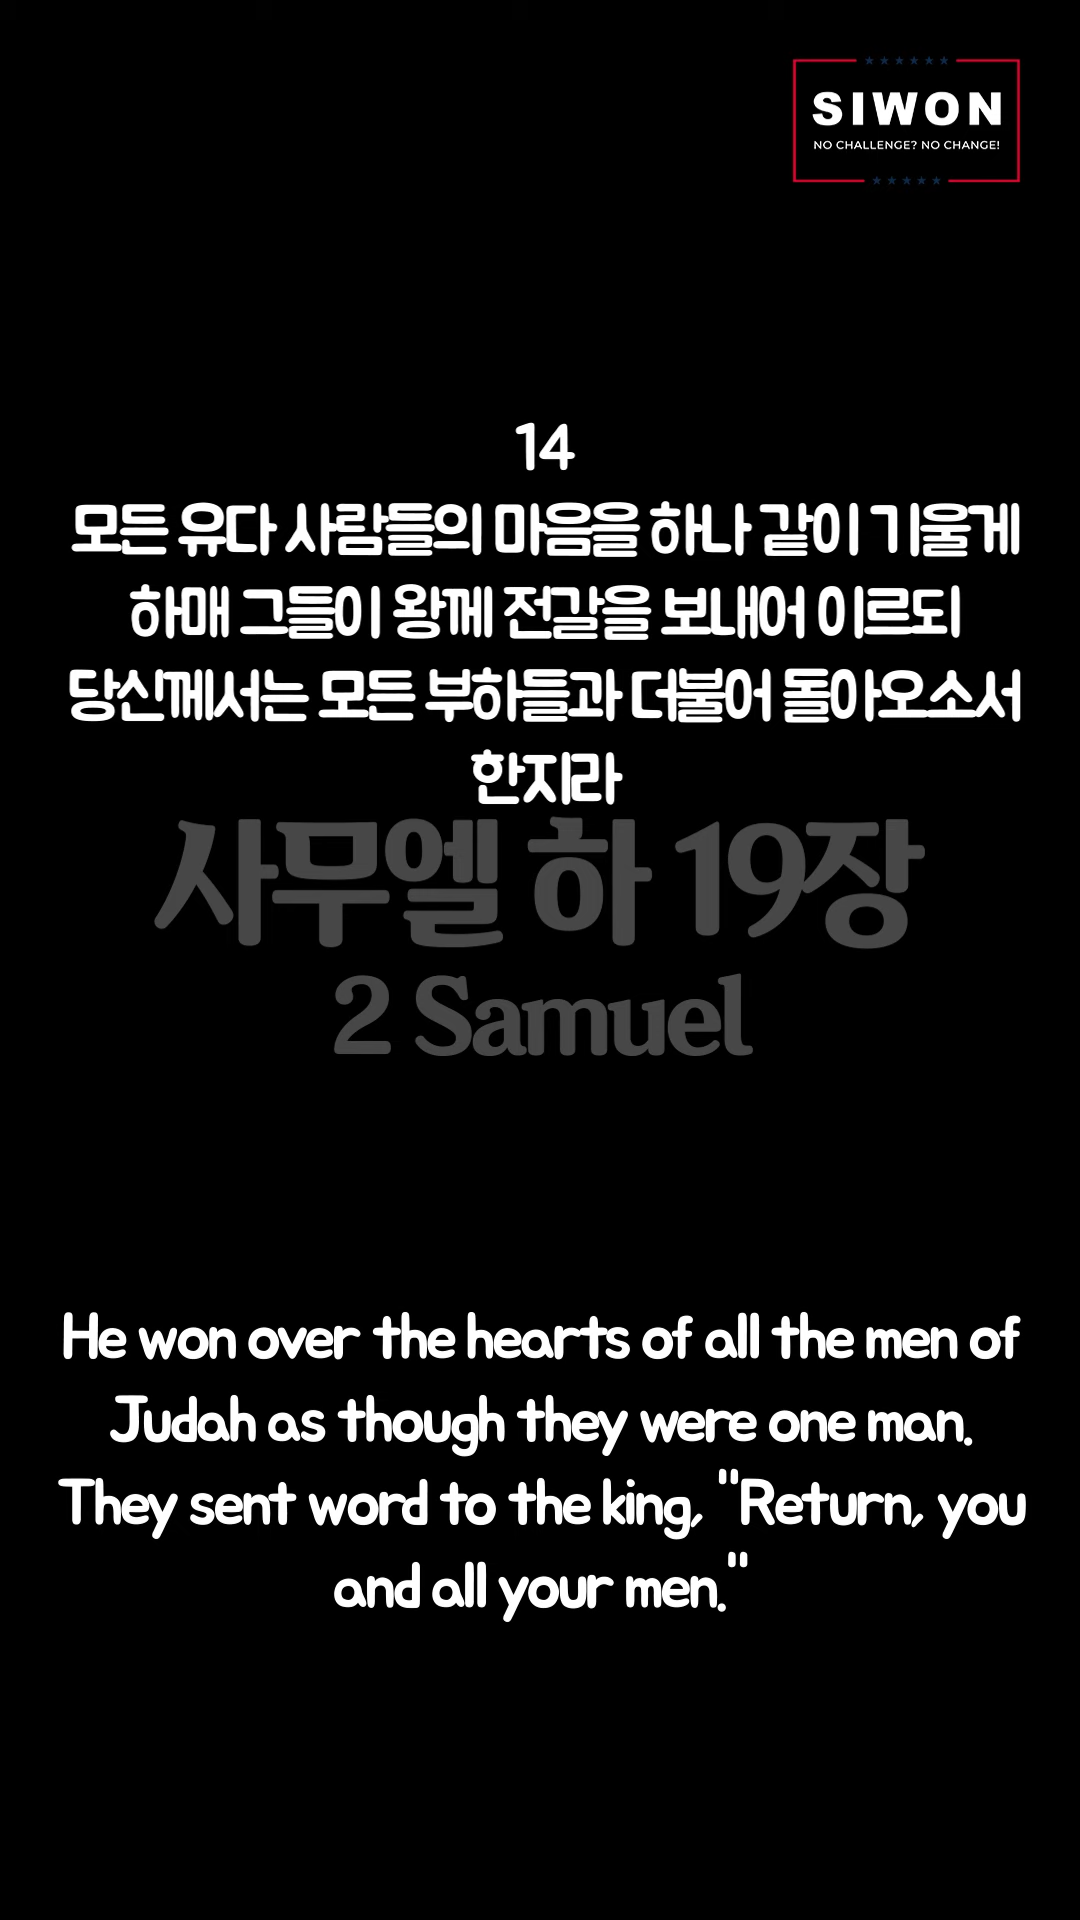 SIWON
NO CHALLENGE? NO CHANGE!
14
모든 유다 사람들의 마음을 하나 같이 기울게
하매 그들이 왕께 전갈을 보내어 이르되
당신께서는 모든 부하들과 더불어 돌아오소서
한지라
사무엘 하 19장
2 Samuel
He won over the hearts of all the men of
Judah as though they were one man.
They sent word to the king, "Return, you
and all your men."